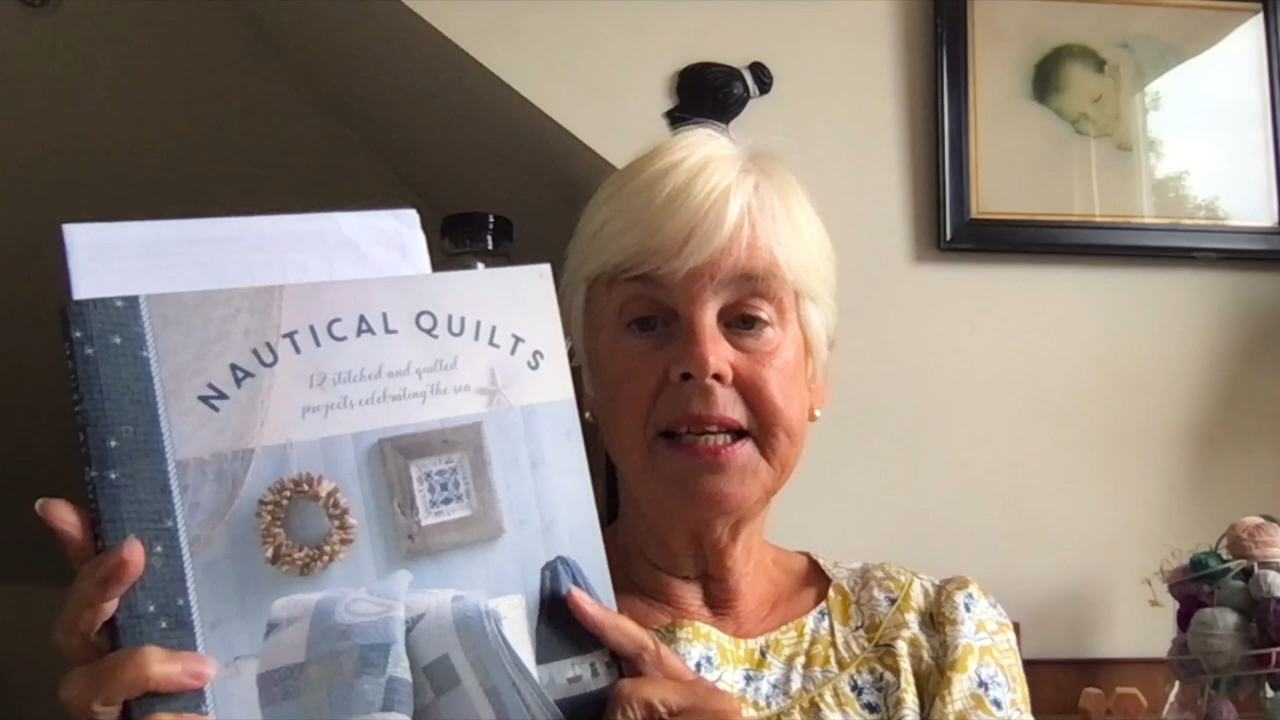 NAUTICAL QUILTS
12 stitched and quilted
projects celebrating the sea